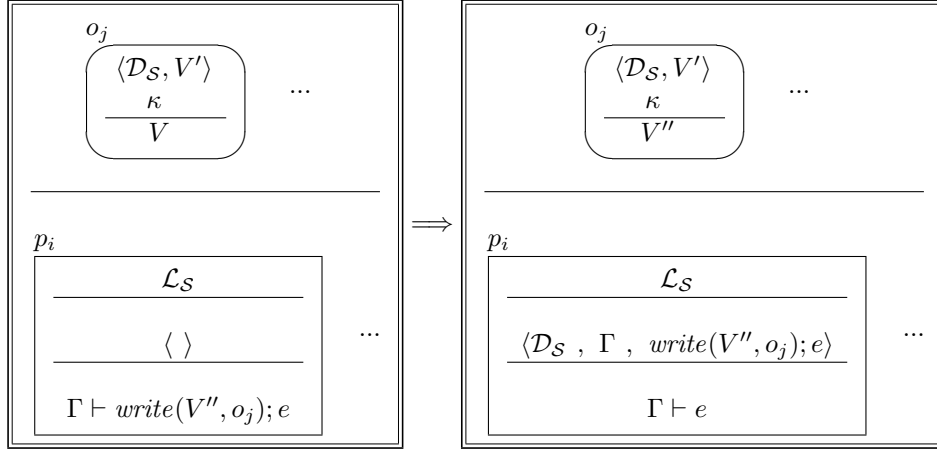 o_j o_j
⟨𝒟_𝒮, V′⟩ ... ⟨𝒟_𝒮, V′⟩ ...
κ κ
V V″
⟹
p_i p_i
ℒ_𝒮 ℒ_𝒮
⟨ ⟩ ... ⟨𝒟_𝒮 , Γ , write(V″, o_j); e⟩ ...
Γ ⊢ write(V″, o_j); e Γ ⊢ e